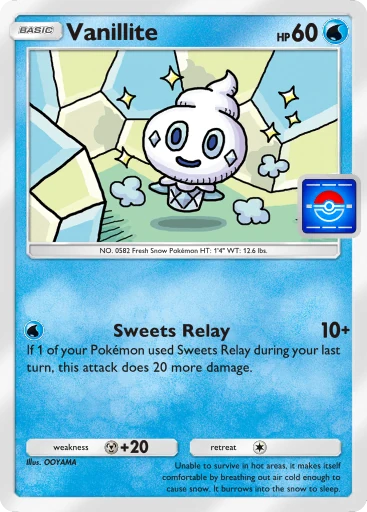 BASIC Vanillite HP 60
NO. 0582 Fresh Snow Pokémon HT: 1'4" WT: 12.6 lbs.
Sweets Relay 10+
If 1 of your Pokémon used Sweets Relay during your last
turn, this attack does 20 more damage.
weakness +20 retreat
Illus. OOYAMA
Unable to survive in hot areas, it makes itself
comfortable by breathing out air cold enough to
cause snow. It burrows into the snow to sleep.